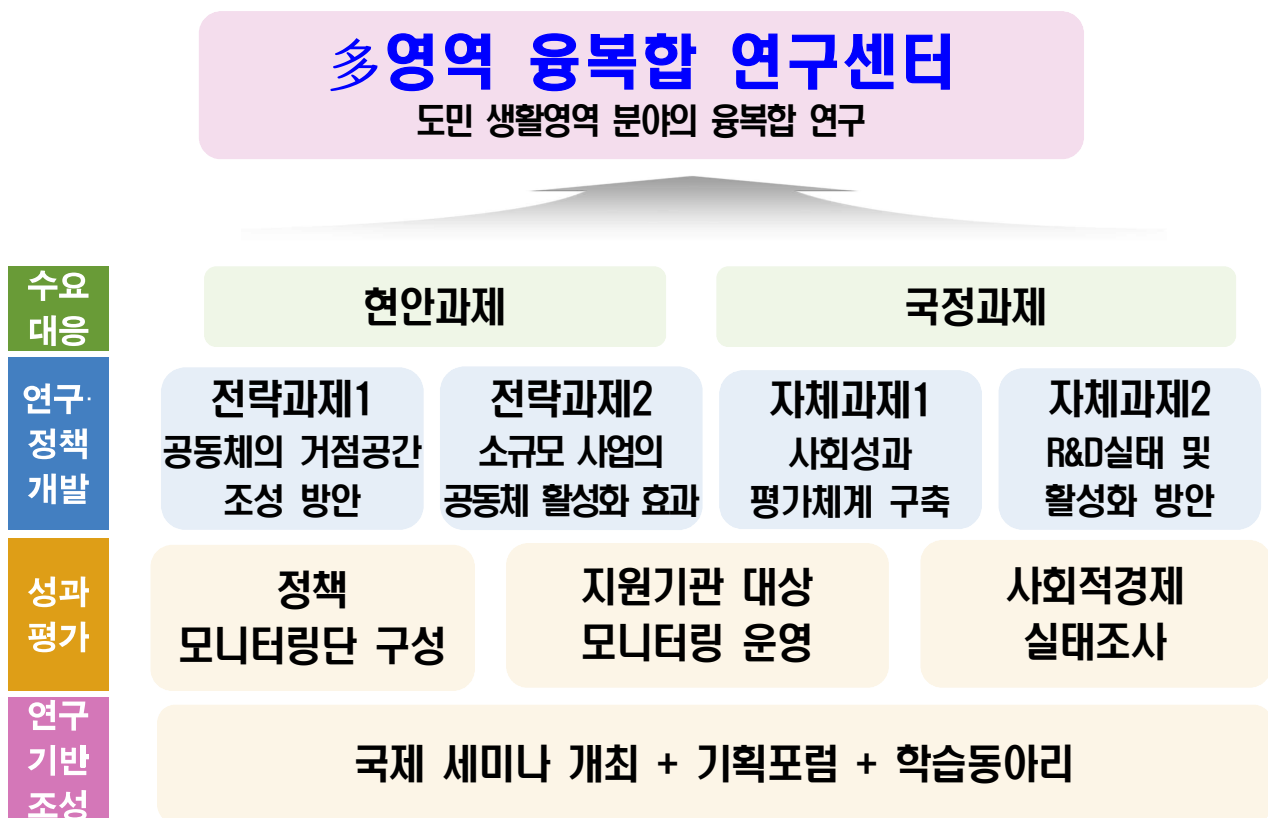 多영역 융복합 연구센터
도민 생활영역 분야의 융복합 연구
수요
대응
현안과제
국정과제
연구·
정책
개발
전략과제1
공동체의 거점공간
조성 방안
전략과제2
소규모 사업의
공동체 활성화 효과
자체과제1
사회성과
평가체계 구축
자체과제2
R&D실태 및
활성화 방안
성과
평가
정책
모니터링단 구성
지원기관 대상
모니터링 운영
사회적경제
실태조사
연구
기반
조성
국제 세미나 개최 + 기획포럼 + 학습동아리